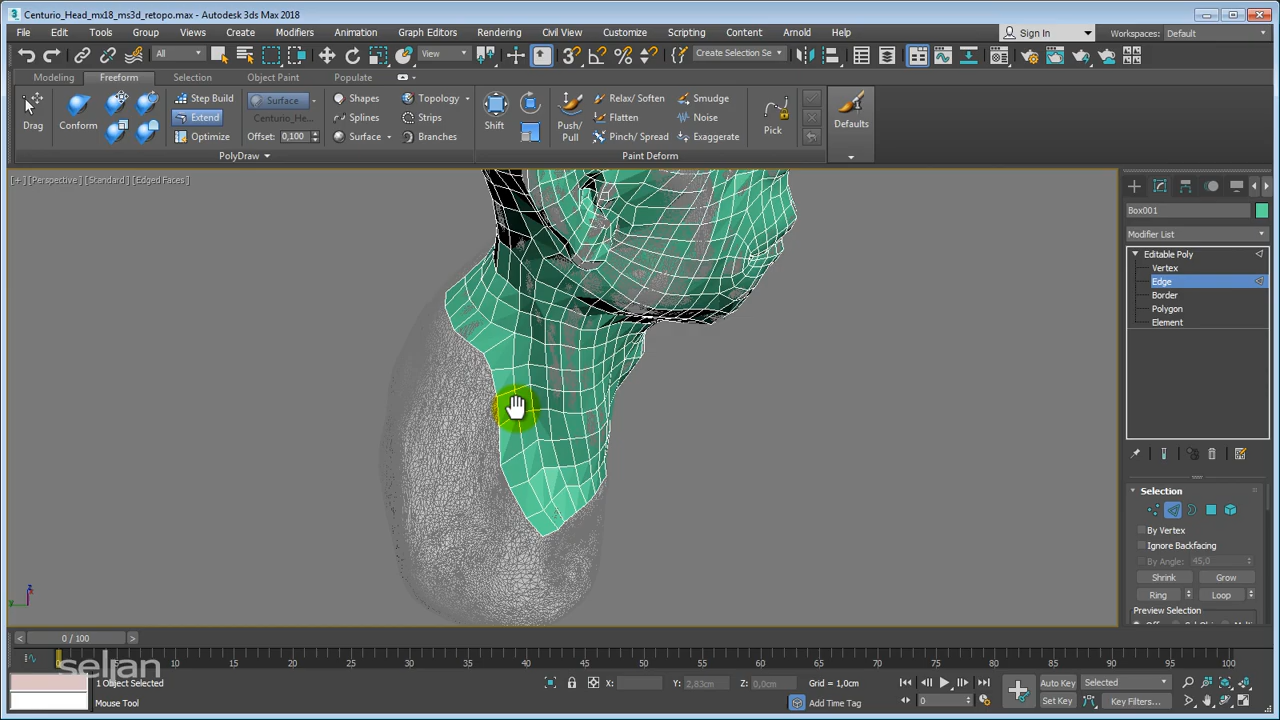 Centurio_Head_mx18_ms3d_retopo.max - Autodesk 3ds Max 2018
File Edit Tools Group Views Create Modifiers Animation Graph Editors Rendering Civil View Customize Scripting Content Arnold Help Sign In Workspaces: Default
All View Create Selection Se
Modeling Freeform Selection Object Paint Populate
Drag Conform Step Build Surface Shapes Topology Shift Push/ Pull Relax/ Soften Smudge Pick Defaults
Extend Centurio_He... Splines Strips Flatten Noise
Optimize Offset: 0,100 Surface Branches Pinch/ Spread Exaggerate
PolyDraw Paint Deform
[+] [Perspective] [Standard] [Edged Faces]
Box001
Modifier List
Editable Poly
Vertex
Edge
Border
Polygon
Element
Selection
By Vertex
Ignore Backfacing
By Angle: 45,0
Shrink Grow
Ring Loop
Preview Selection
0 / 100
10 15 20 25 30 35 40 45 50 55 60 65 70 75 80 85 90 95 100
selian
1 Object Selected X: Y: 2,83cm Z: 0,0cm Grid = 1,0cm Auto Key Selected
Mouse Tool Add Time Tag 0 Set Key Key Filters...